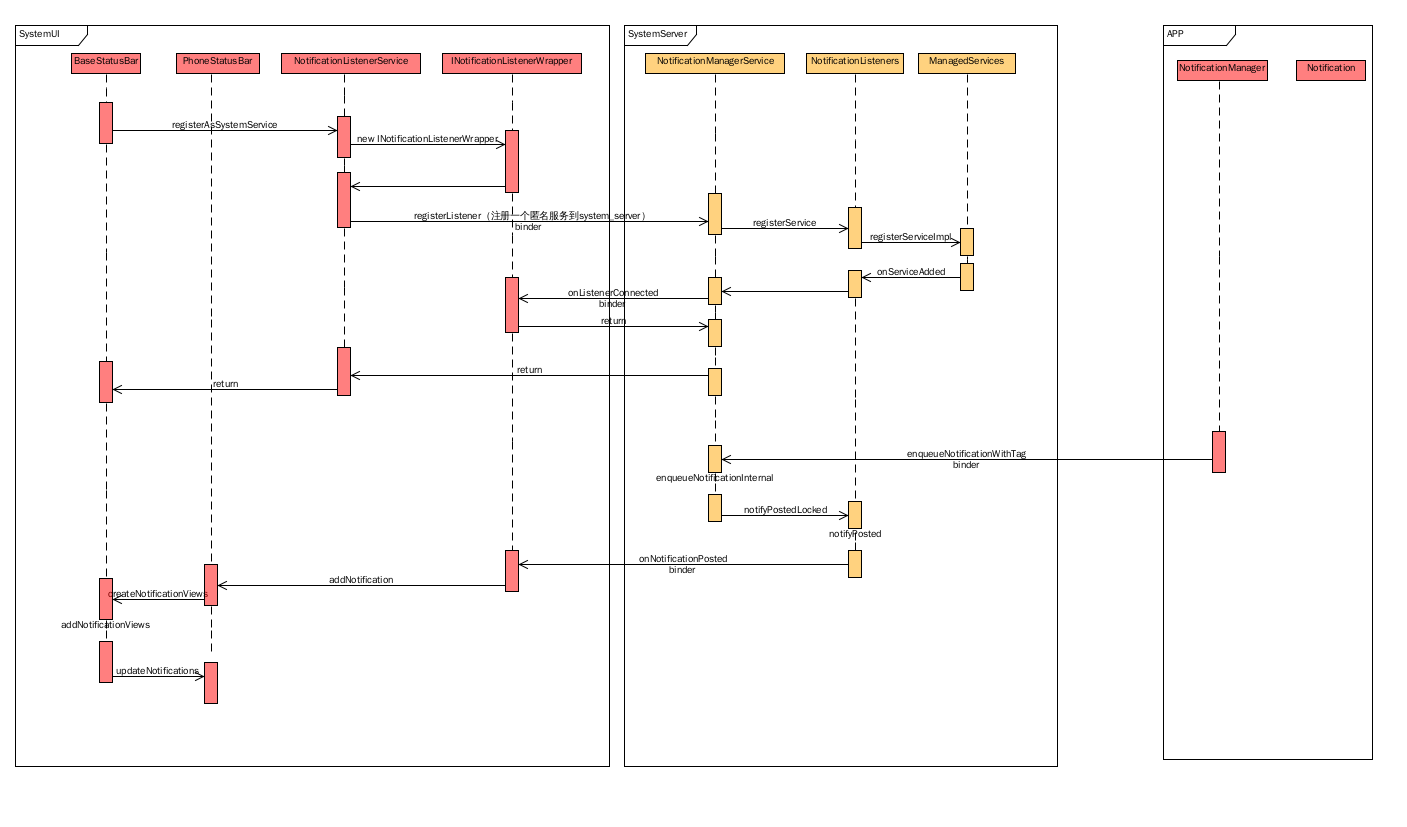 SystemUI
SystemServer
APP
BaseStatusBar
PhoneStatusBar
NotificationListenerService
INotificationListenerWrapper
NotificationManagerService
NotificationListeners
ManagedServices
NotificationManager
Notification
registerAsSystemService
new INotificationListenerWrapper
registerListener（注册一个匿名服务到system_server）
binder
registerService
registerServiceImpl
onServiceAdded
onListenerConnected
binder
return
return
return
enqueueNotificationWithTag
binder
enqueueNotificationInternal
notifyPostedLocked
notifyPosted
onNotificationPosted
binder
addNotification
createNotificationViews
addNotificationViews
updateNotifications